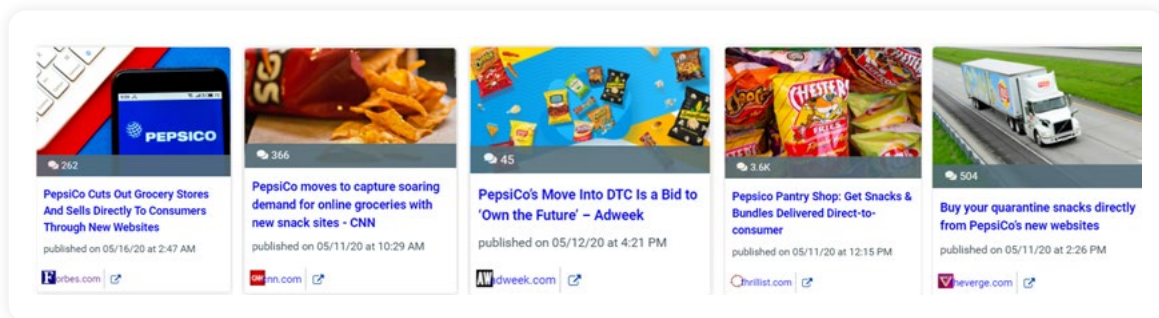 PEPSICO
262
PepsiCo Cuts Out Grocery Stores
And Sells Directly To Consumers
Through New Websites
published on 05/16/20 at 2:47 AM
Forbes.com
366
PepsiCo moves to capture soaring
demand for online groceries with
new snack sites - CNN
published on 05/11/20 at 10:29 AM
cnn.com
45
PepsiCo's Move Into DTC Is a Bid to
‘Own the Future’ – Adweek
published on 05/12/20 at 4:21 PM
AW dweek.com
CHESTER'S
FRIES
3.6K
Pepsico Pantry Shop: Get Snacks &
Bundles Delivered Direct-to-
consumer
published on 05/11/20 at 12:15 PM
thrillist.com
504
Buy your quarantine snacks directly
from PepsiCo's new websites
published on 05/11/20 at 2:26 PM
heverge.com